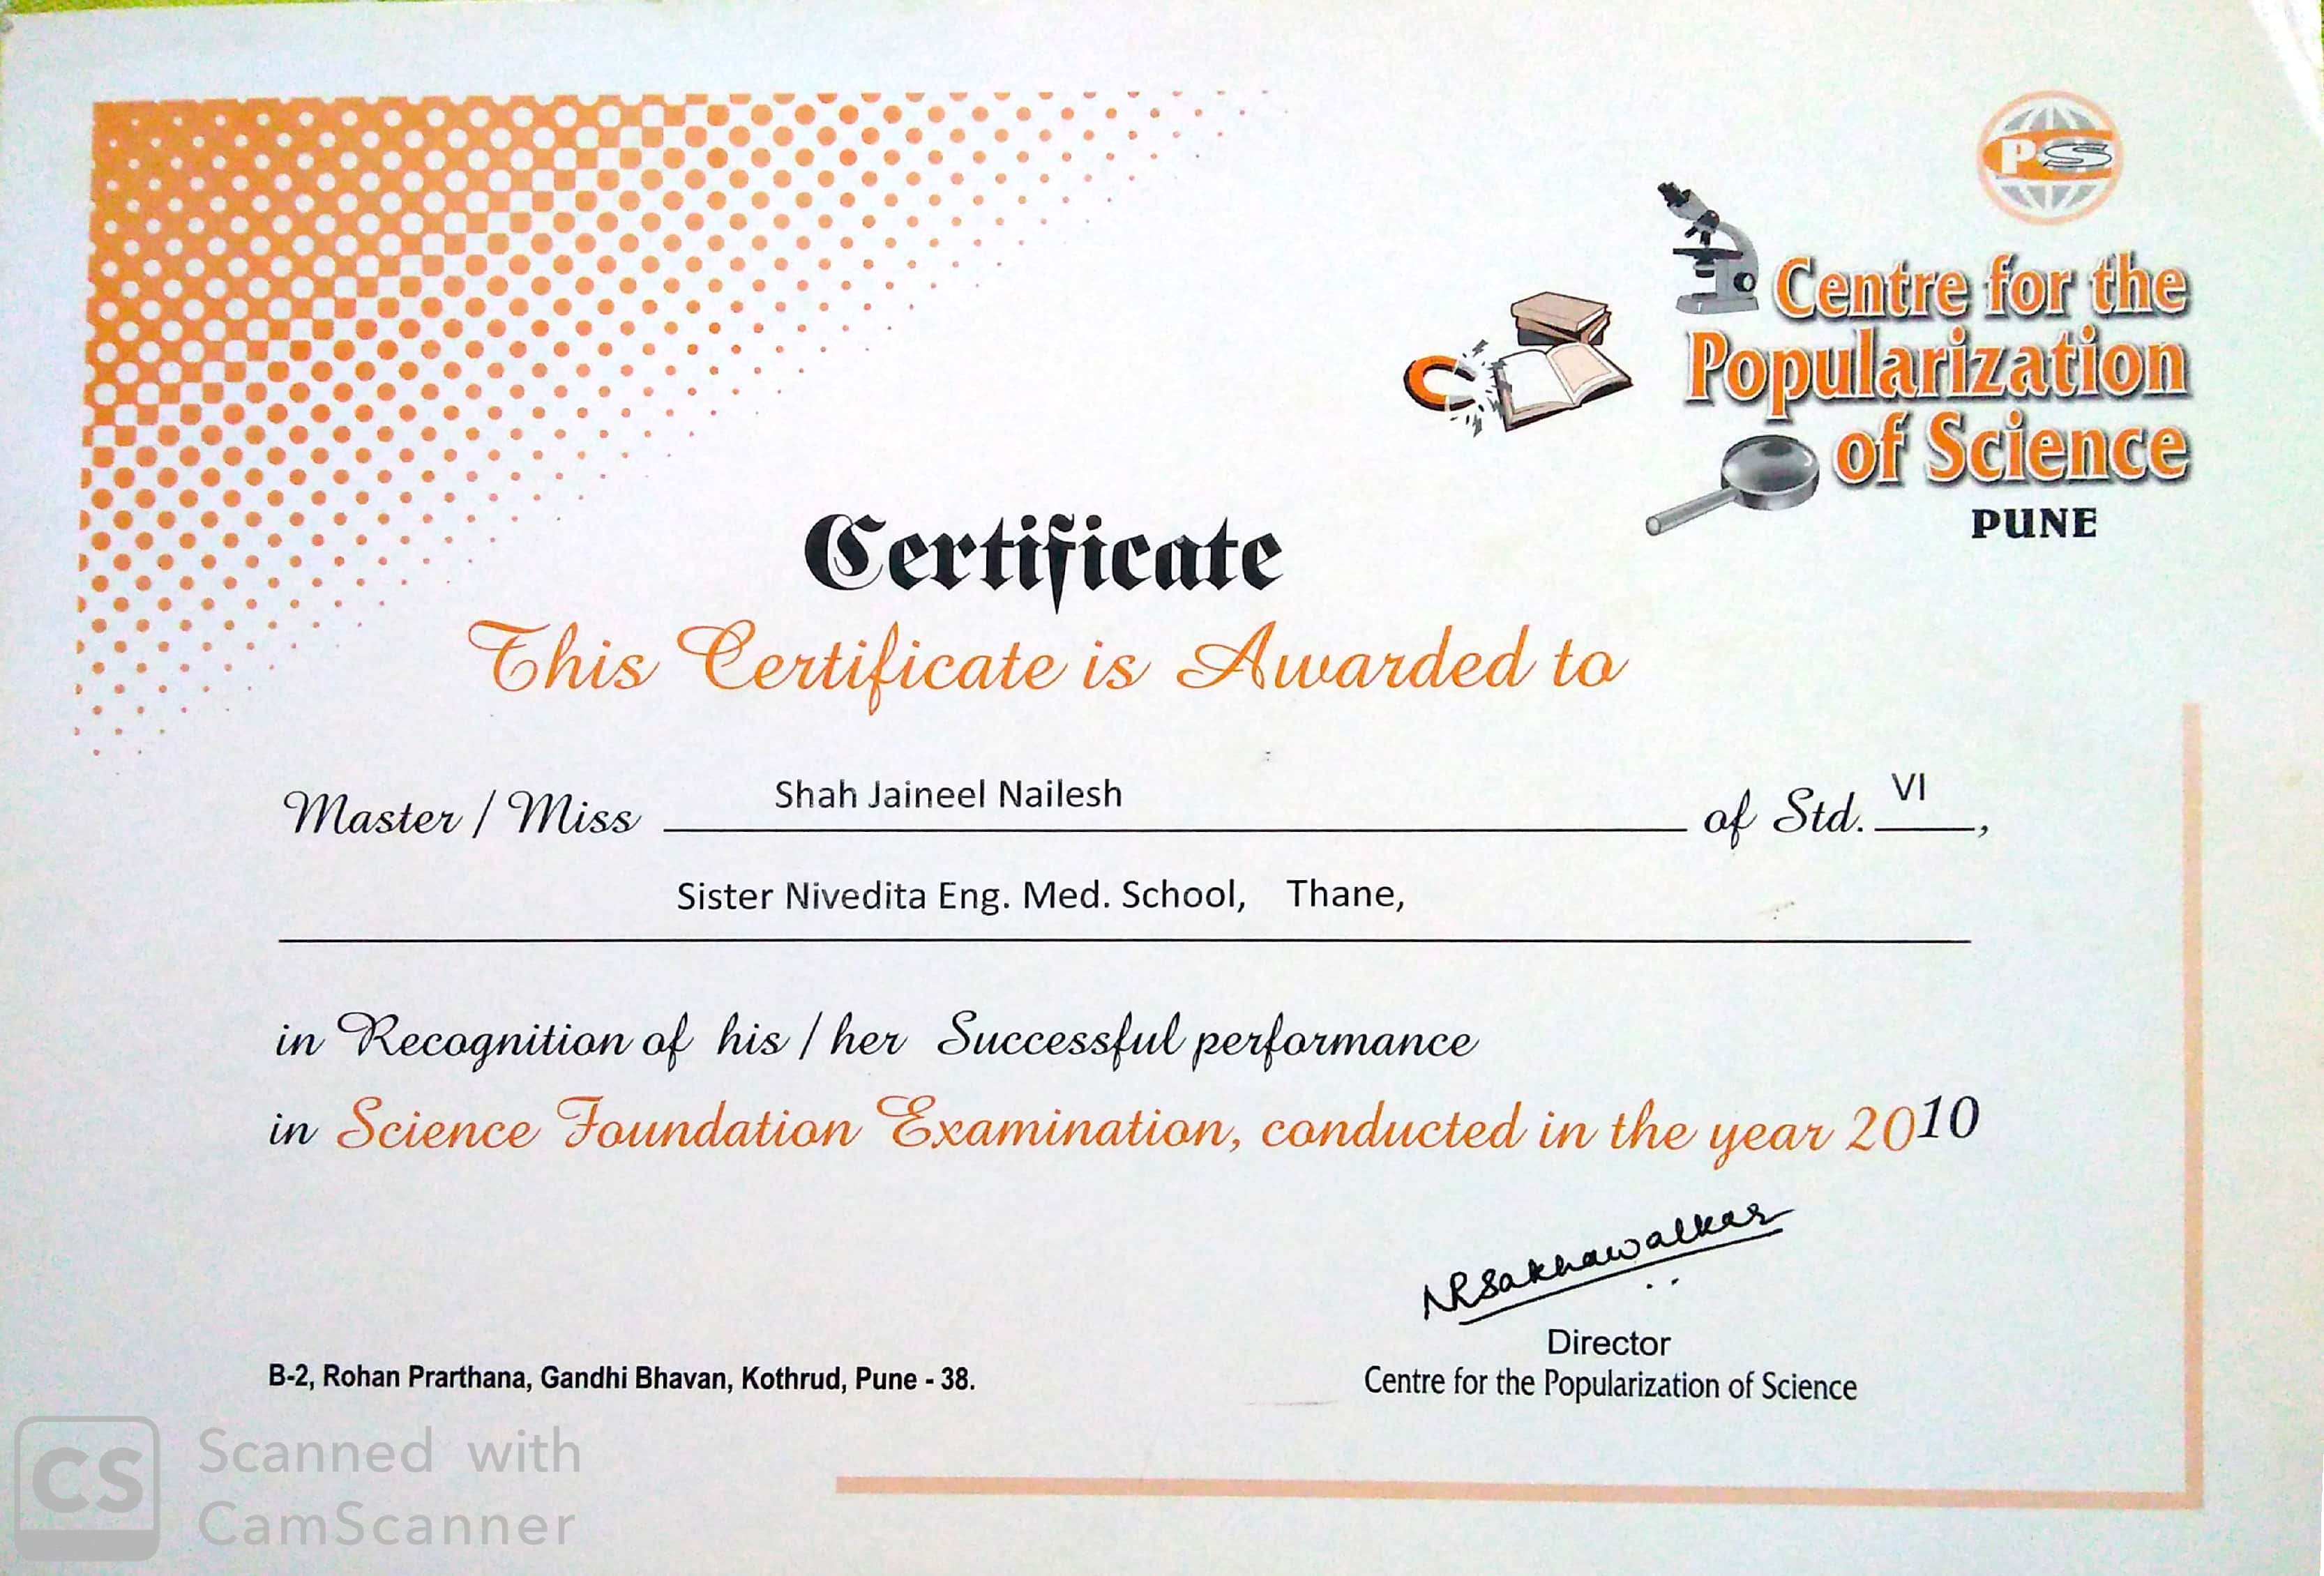 PS
Centre for the
Popularization
of Science
PUNE
Certificate
This Certificate is Awarded to
Master / Miss Shah Jaineel Nailesh of Std. VI,
Sister Nivedita Eng. Med. School, Thane,
in Recognition of his / her Successful performance
in Science Foundation Examination, conducted in the year 2010
NRSakhawalkar
Director
Centre for the Popularization of Science
B-2, Rohan Prarthana, Gandhi Bhavan, Kothrud, Pune - 38.
CS Scanned with
CamScanner